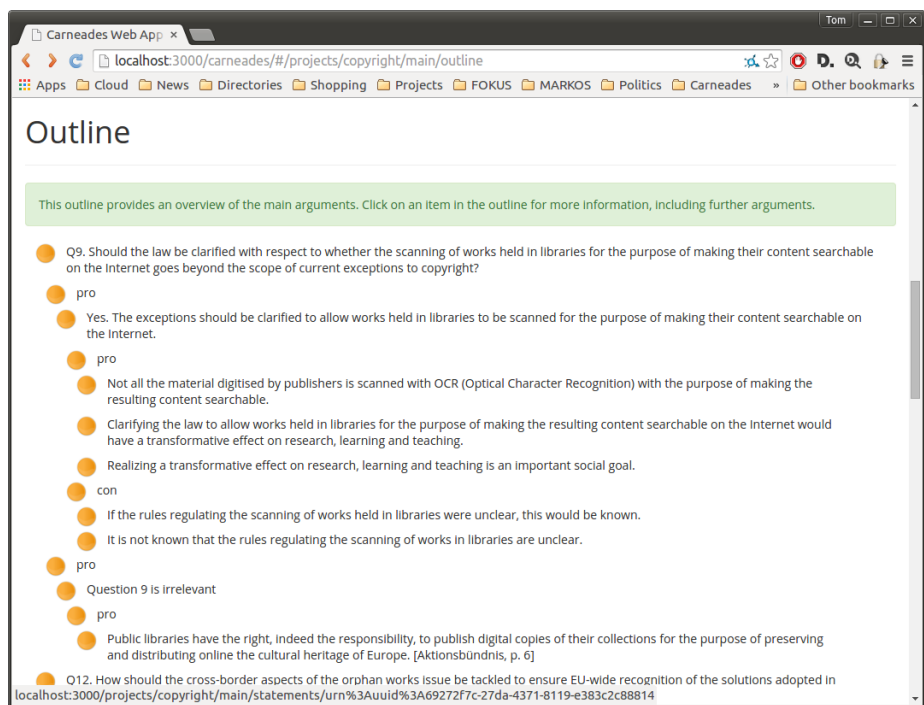 Tom
Carneades Web App ×
localhost:3000/carneades/#/projects/copyright/main/outline
D.
Apps Cloud News Directories Shopping Projects FOKUS MARKOS Politics Carneades » Other bookmarks
Outline
This outline provides an overview of the main arguments. Click on an item in the outline for more information, including further arguments.
Q9. Should the law be clarified with respect to whether the scanning of works held in libraries for the purpose of making their content searchable
on the Internet goes beyond the scope of current exceptions to copyright?
pro
Yes. The exceptions should be clarified to allow works held in libraries to be scanned for the purpose of making their content searchable on
the Internet.
pro
Not all the material digitised by publishers is scanned with OCR (Optical Character Recognition) with the purpose of making the
resulting content searchable.
Clarifying the law to allow works held in libraries for the purpose of making the resulting content searchable on the Internet would
have a transformative effect on research, learning and teaching.
Realizing a transformative effect on research, learning and teaching is an important social goal.
con
If the rules regulating the scanning of works held in libraries were unclear, this would be known.
It is not known that the rules regulating the scanning of works in libraries are unclear.
pro
Question 9 is irrelevant
pro
Public libraries have the right, indeed the responsibility, to publish digital copies of their collections for the purpose of preserving
and distributing online the cultural heritage of Europe. [Aktionsbündnis, p. 6]
Q12. How should the cross-border aspects of the orphan works issue be tackled to ensure EU-wide recognition of the solutions adopted in
localhost:3000/projects/copyright/main/statements/urn%3Auuid%3A69272f7c-27da-4371-8119-e383c2c88814